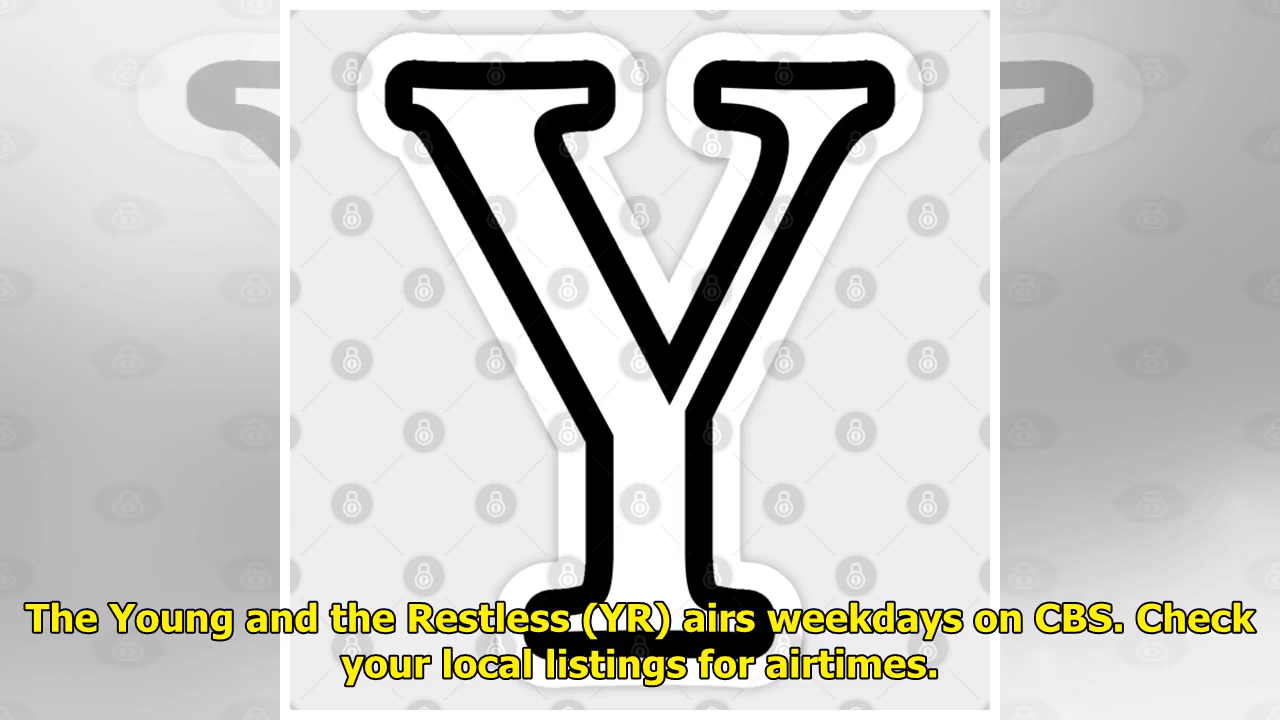 Y
The Young and the Restless (YR) airs weekdays on CBS. Check
your local listings for airtimes.